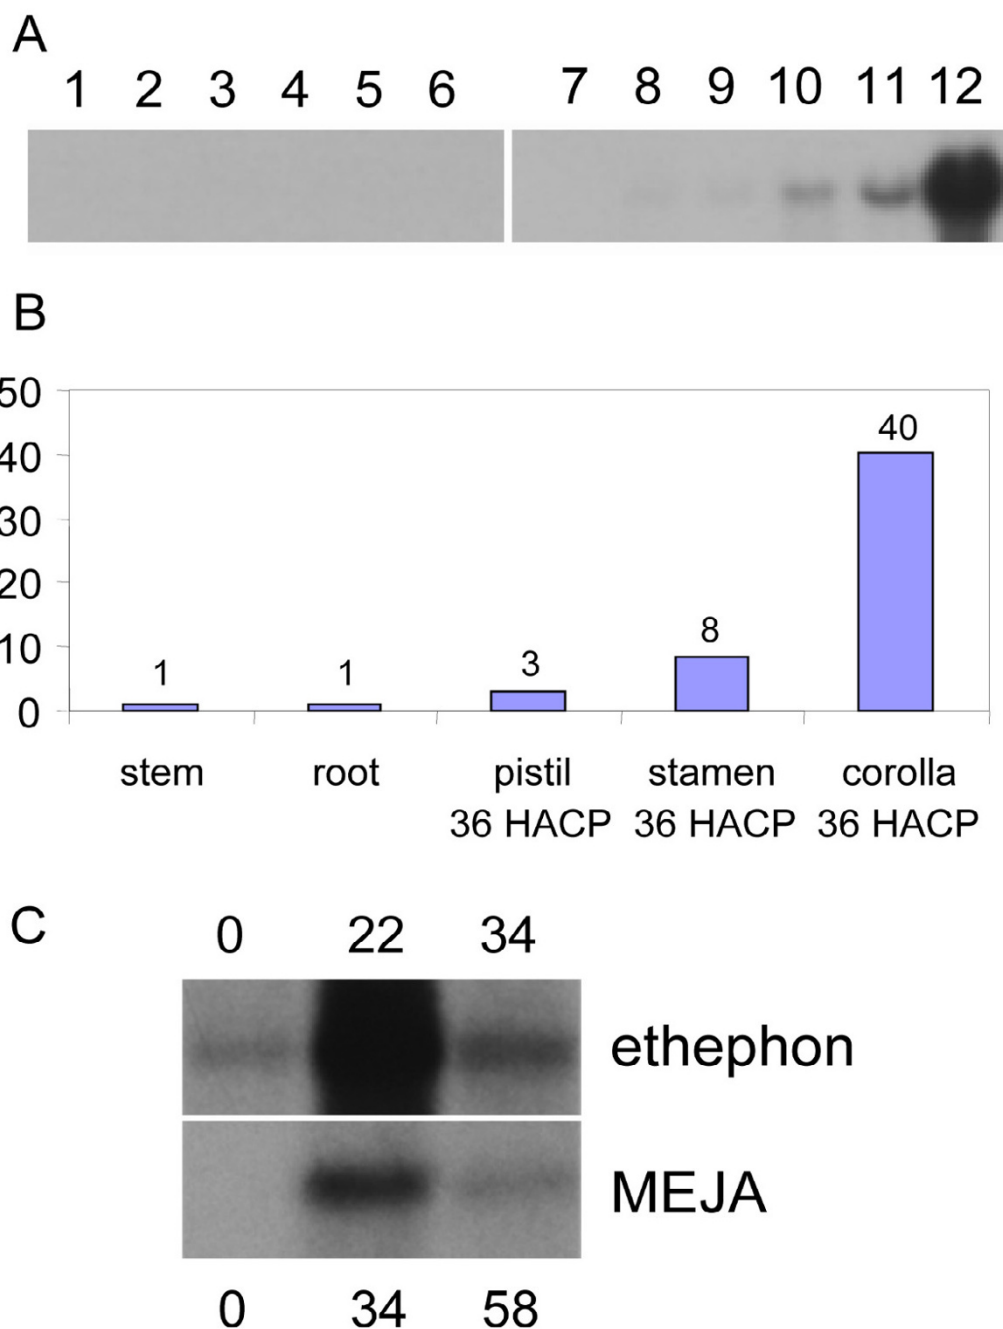 A
1 2 3 4 5 6 7 8 9 10 11 12
B
50
40
30
20
10
0
1 1 3 8 40
stem root pistil stamen corolla
36 HACP 36 HACP 36 HACP
C
0 22 34
ethephon
MEJA
0 34 58